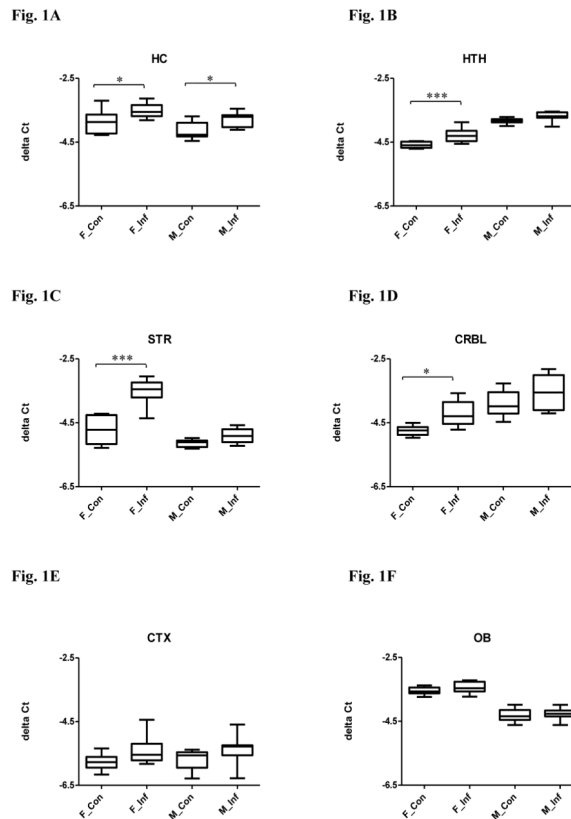 Fig. 1A
HC
delta Ct
-2.5
-4.5
-6.5
*
*
F_Con
F_Inf
M_Con
M_Inf
Fig. 1B
HTH
delta Ct
-2.5
-4.5
-6.5
***
F_Con
F_Inf
M_Con
M_Inf
Fig. 1C
STR
delta Ct
-2.5
-4.5
-6.5
***
F_Con
F_Inf
M_Con
M_Inf
Fig. 1D
CRBL
delta Ct
-2.5
-4.5
-6.5
*
F_Con
F_Inf
M_Con
M_Inf
Fig. 1E
CTX
delta Ct
-2.5
-4.5
-6.5
F_Con
F_Inf
M_Con
M_Inf
Fig. 1F
OB
delta Ct
-2.5
-4.5
-6.5
F_Con
F_Inf
M_Con
M_Inf